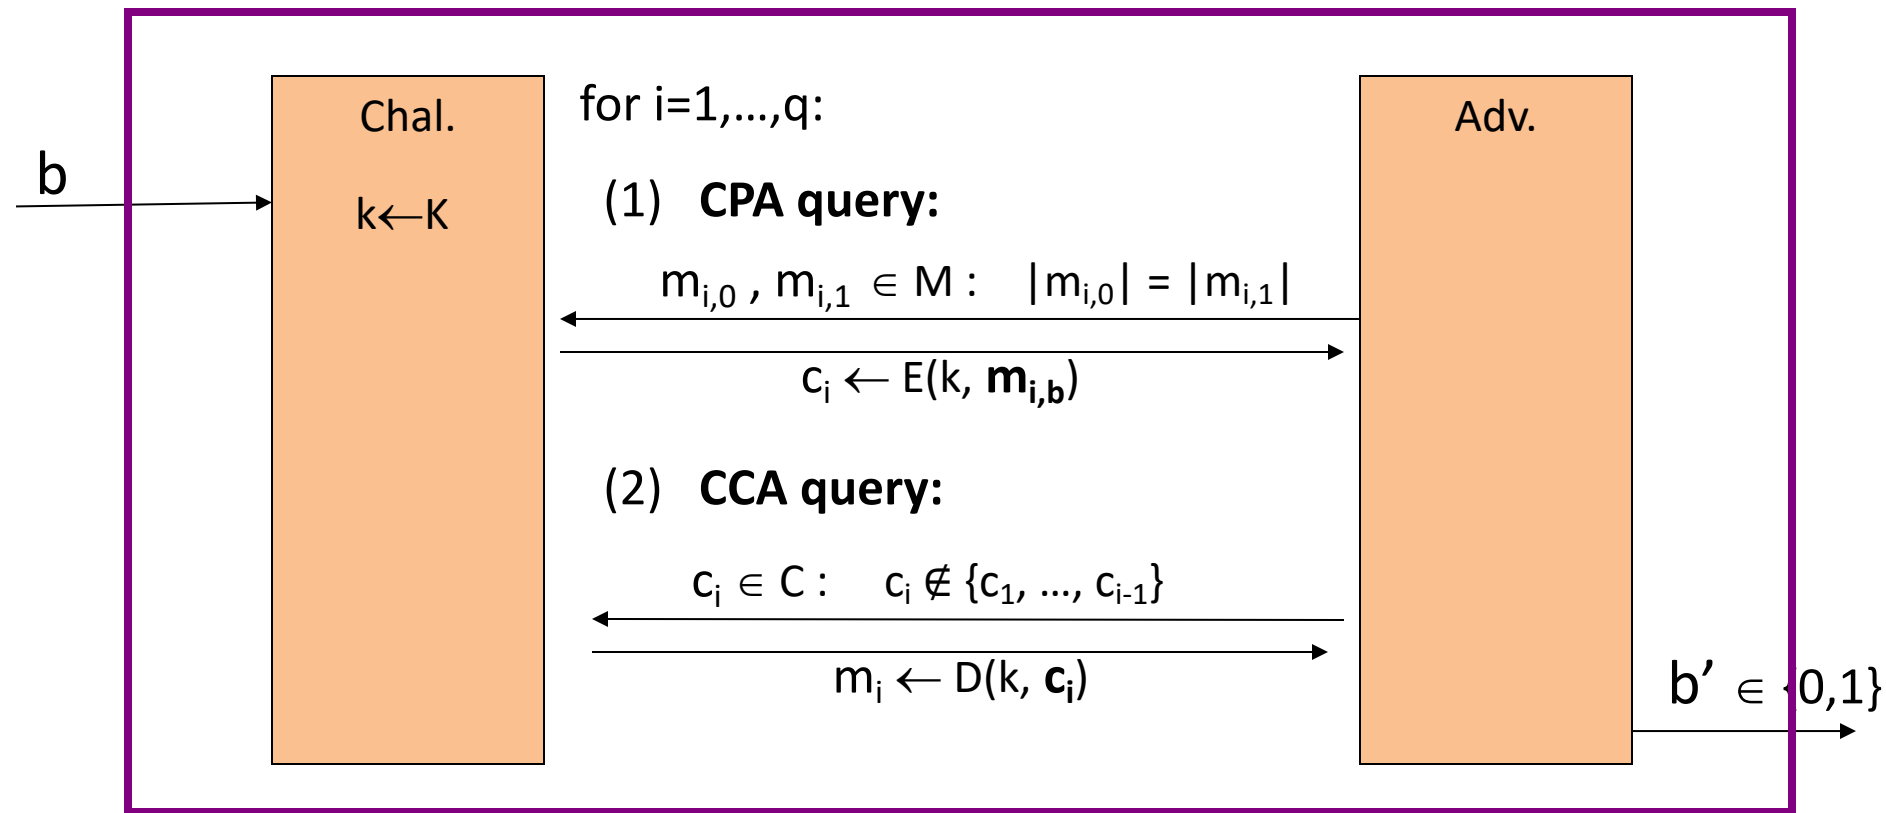 b
Chal.
k←K
for i=1,…,q:
(1) CPA query:
mᵢ,₀ , mᵢ,₁ ∈ M : |mᵢ,₀| = |mᵢ,₁|
cᵢ ← E(k, mᵢ,b)
(2) CCA query:
cᵢ ∈ C : cᵢ ∉ {c₁, …, cᵢ₋₁}
mᵢ ← D(k, cᵢ)
Adv.
b’ ∈ {0,1}